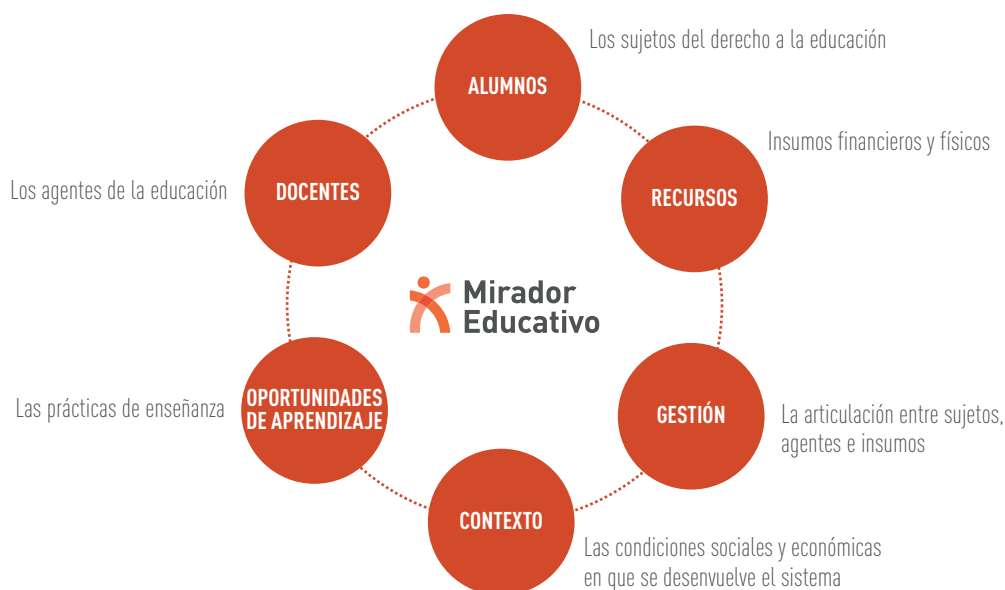 Los sujetos del derecho a la educación
ALUMNOS
Insumos financieros y físicos
RECURSOS
Los agentes de la educación
DOCENTES
Mirador
Educativo
Las prácticas de enseñanza
OPORTUNIDADES
DE APRENDIZAJE
GESTIÓN
La articulación entre sujetos,
agentes e insumos
CONTEXTO
Las condiciones sociales y económicas
en que se desenvuelve el sistema